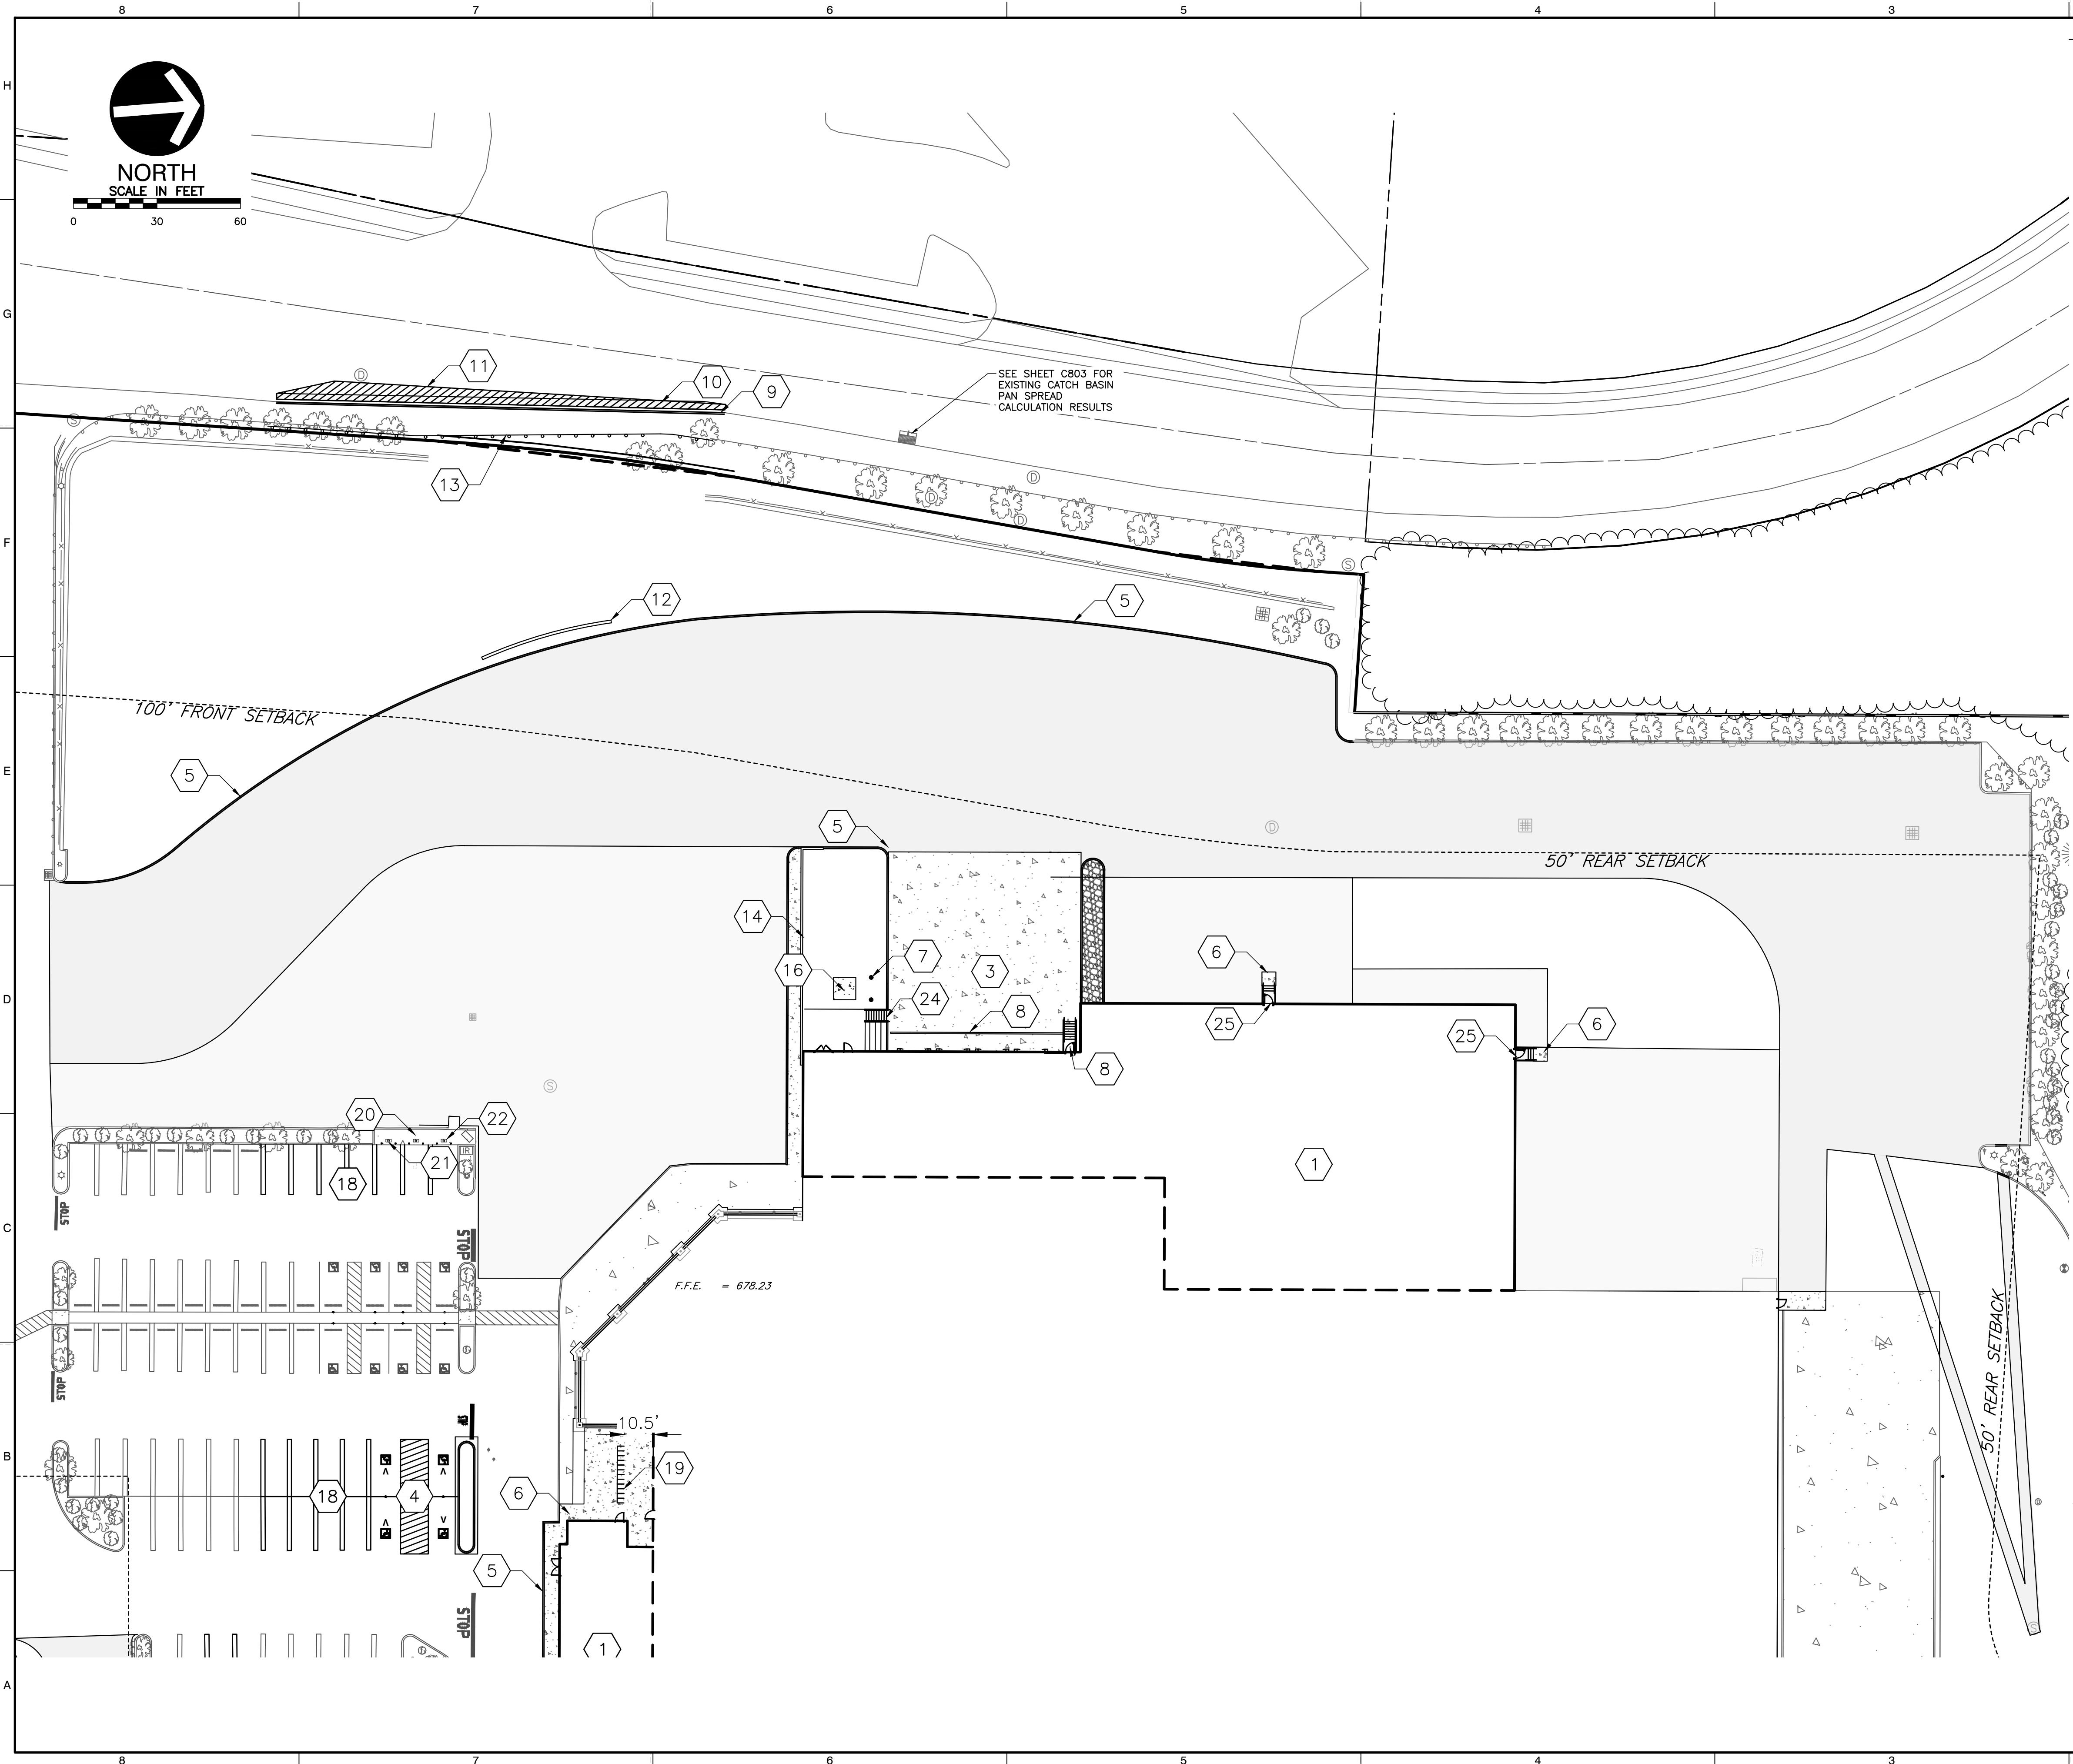 8 7 6 5 4 3
H
NORTH
SCALE IN FEET
0 30 60
G
11
10
9
SEE SHEET C803 FOR
EXISTING CATCH BASIN
PAN SPREAD
CALCULATION RESULTS
D
S
13
D
D
D
F
S
12
5
100' FRONT SETBACK
E
5
5
D
50' REAR SETBACK
14
16
7
3
6
D
24
8
25
25
6
8
S
20
22
21
IR
18
1
STOP
C
STOP
F.F.E. = 678.23
50' REAR SETBACK
STOP
10.5'
B
19
18
4
6
5
STOP
S
1
A
8 7 6 5 4 3